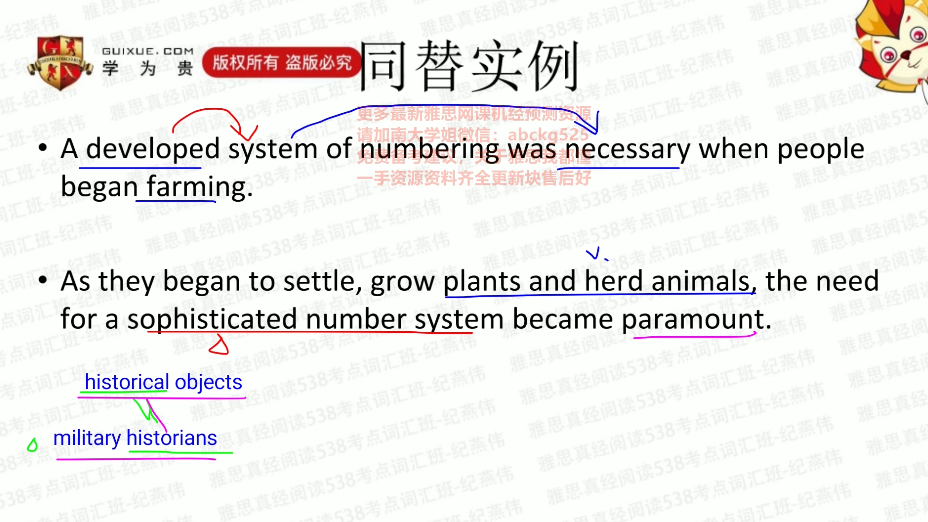 GUIXUE.COM
学为贵
版权所有 盗版必究
同替实例
更多最新雅思网课机经预测资源
请加南大学姐微信：abckg525
一手资源资料齐全更新块售后好
• A developed system of numbering was necessary when people
began farming.
• As they began to settle, grow plants and herd animals, the need
for a sophisticated number system became paramount.
historical objects
military historians
雅思真经阅读538考点词汇班-纪燕伟